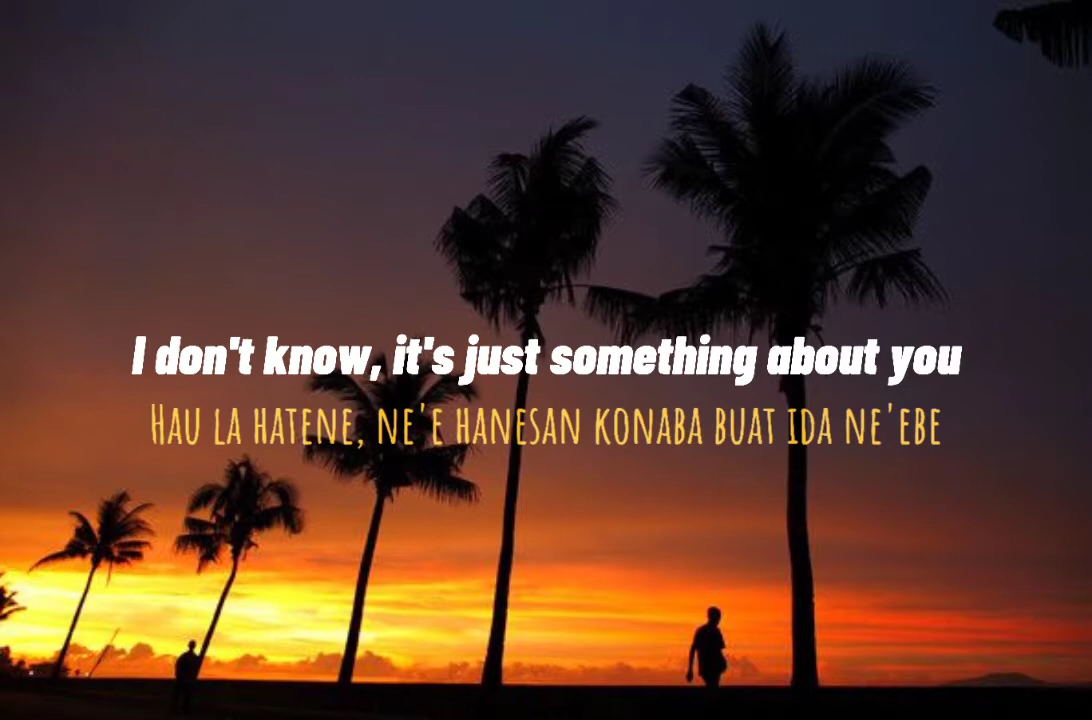 I don't know, it's just something about you
Hau la hatene, ne'e hanesan konaba buat ida ne'ebe